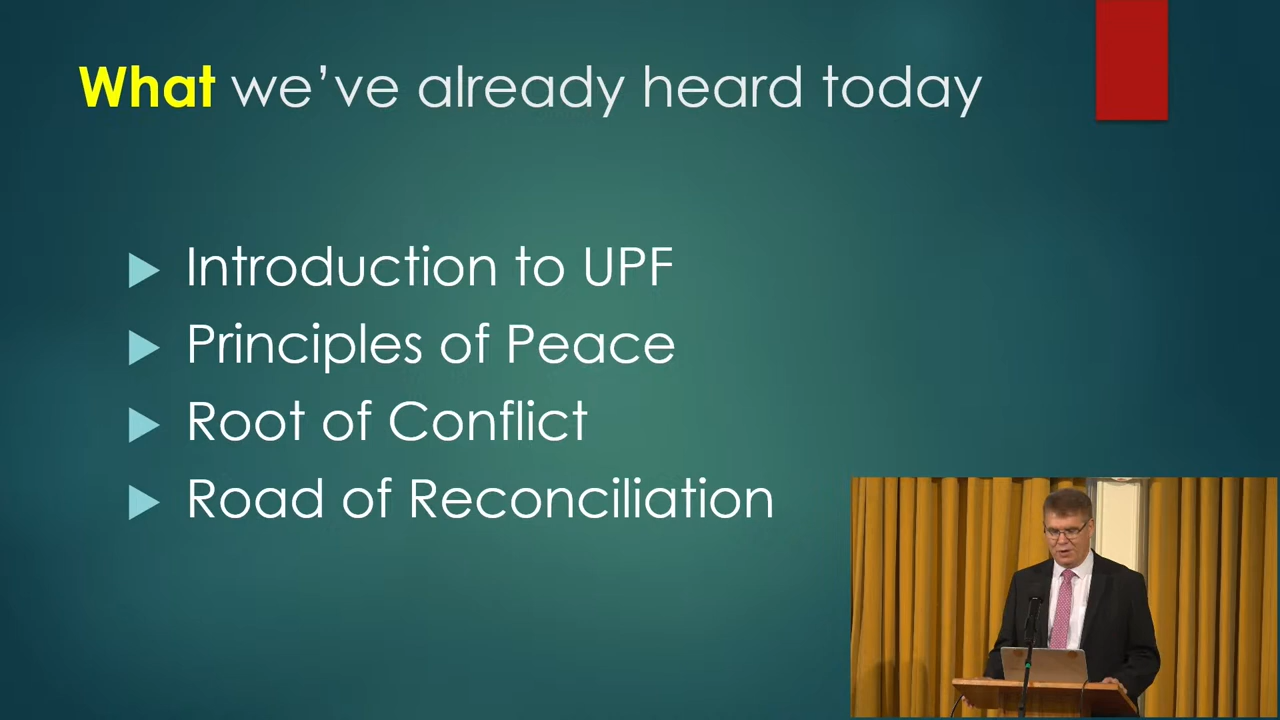 What we’ve already heard today
Introduction to UPF
Principles of Peace
Root of Conflict
Road of Reconciliation